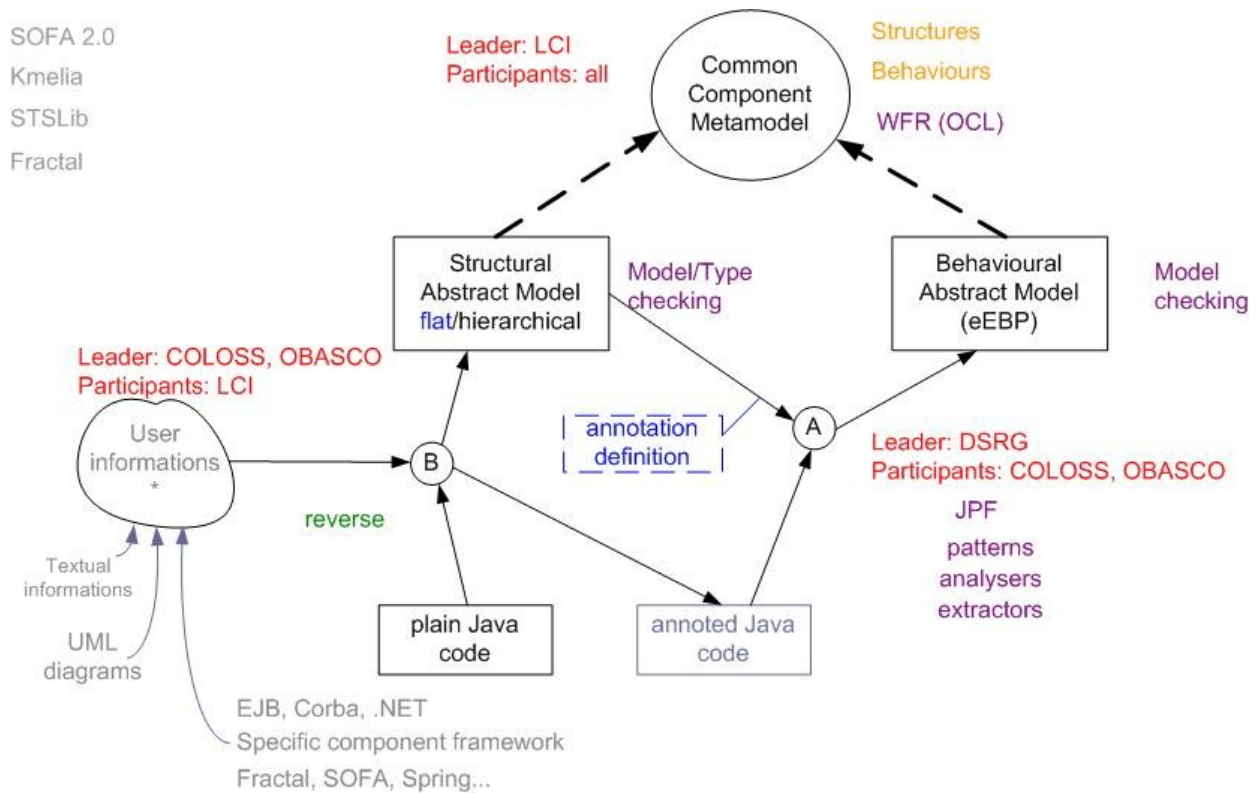 SOFA 2.0
Kmelia
STSLib
Fractal
Leader: LCI
Participants: all
Common
Component
Metamodel
Structures
Behaviours
WFR (OCL)
Structural
Abstract Model
flat/hierarchical
Model/Type
checking
Behavioural
Abstract Model
(eEBP)
Model
checking
Leader: COLOSS, OBASCO
Participants: LCI
User
informations
*
B
annotation
definition
A
Leader: DSRG
Participants: COLOSS, OBASCO
JPF
patterns
analysers
extractors
reverse
Textual
informations
UML
diagrams
plain Java
code
annoted Java
code
EJB, Corba, .NET
Specific component framework
Fractal, SOFA, Spring...